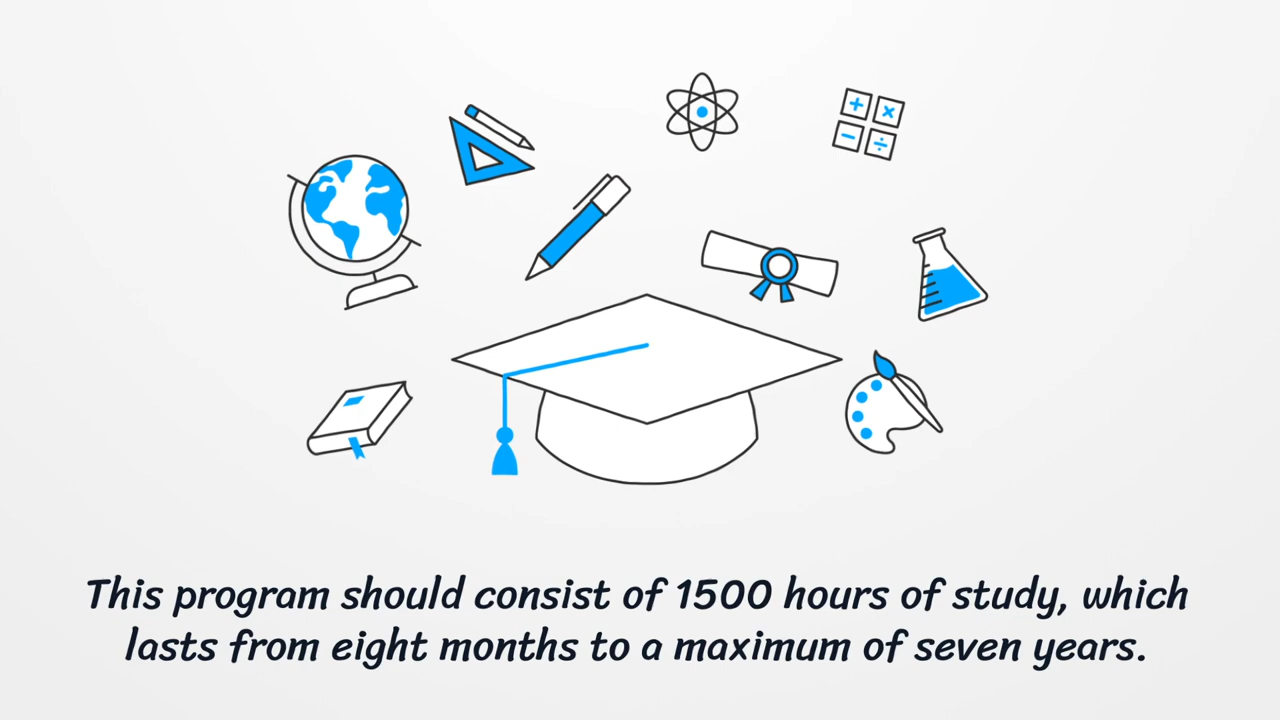 This program should consist of 1500 hours of study, which
lasts from eight months to a maximum of seven years.